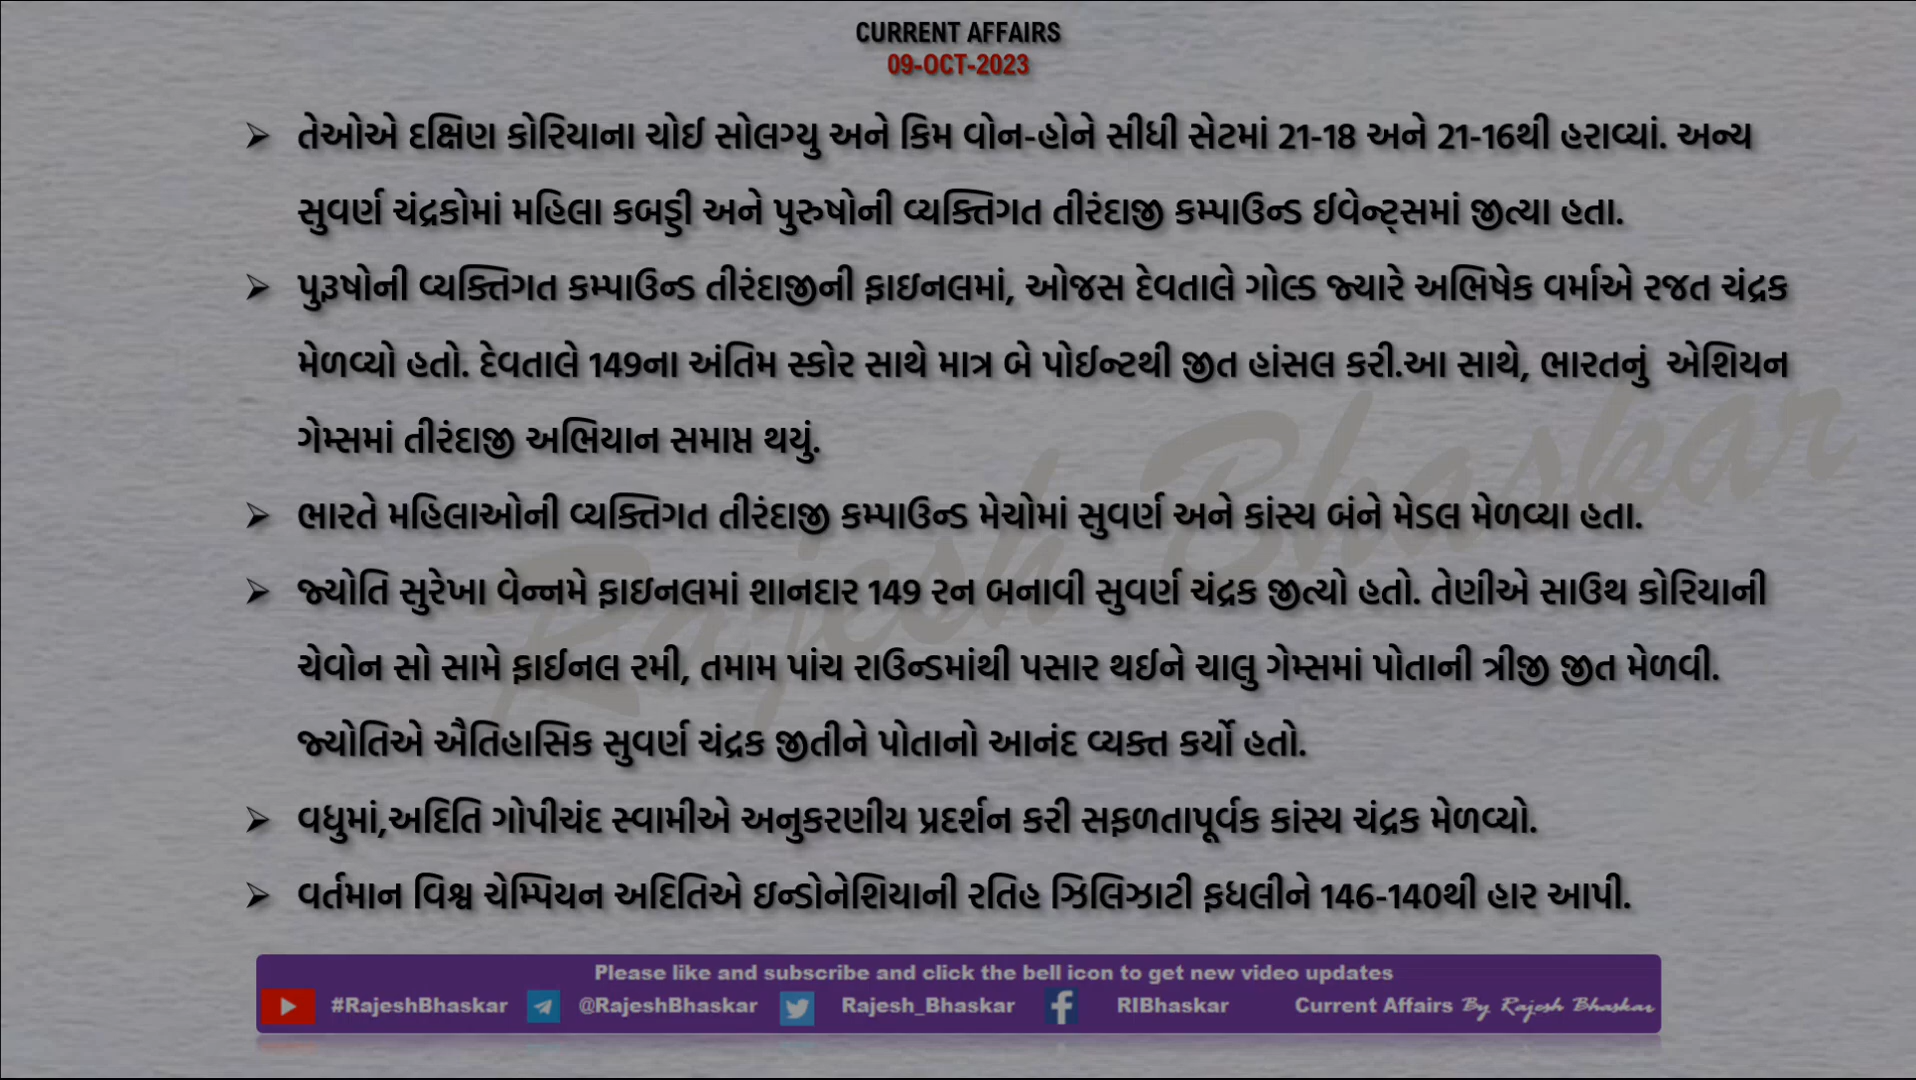 CURRENT AFFAIRS
09-OCT-2023
➢ તેઓએ દક્ષિણ કોરિયાના ચોઈ સોલગ્યુ અને કિમ વોન-હોને સીધી સેટમાં 21-18 અને 21-16થી હરાવ્યાં. અન્ય
સુવર્ણ ચંદ્રકોમાં મહિલા કબડ્ડી અને પુરુષોની વ્યક્તિગત તીરંદાજી કમ્પાઉન્ડ ઈવેન્ટ્સમાં જીત્યા હતા.
➢ પુરૂષોની વ્યક્તિગત કમ્પાઉન્ડ તીરંદાજીની ફાઇનલમાં, ઓજસ દેવતાલે ગોલ્ડ જ્યારે અભિષેક વર્માએ રજત ચંદ્રક
મેળવ્યો હતો. દેવતાલે 149ના અંતિમ સ્કોર સાથે માત્ર બે પોઈન્ટથી જીત હાંસલ કરી.આ સાથે, ભારતનું એશિયન
ગેમ્સમાં તીરંદાજી અભિયાન સમાપ્ત થયું.
➢ ભારતે મહિલાઓની વ્યક્તિગત તીરંદાજી કમ્પાઉન્ડ મેચોમાં સુવર્ણ અને કાંસ્ય બંને મેડલ મેળવ્યા હતા.
➢ જ્યોતિ સુરેખા વેન્નમે ફાઇનલમાં શાનદાર 149 રન બનાવી સુવર્ણ ચંદ્રક જીત્યો હતો. તેણીએ સાઉથ કોરિયાની
ચેવોન સો સામે ફાઈનલ રમી, તમામ પાંચ રાઉન્ડમાંથી પસાર થઈને ચાલુ ગેમ્સમાં પોતાની ત્રીજી જીત મેળવી.
જ્યોતિએ ઐતિહાસિક સુવર્ણ ચંદ્રક જીતીને પોતાનો આનંદ વ્યક્ત કર્યો હતો.
➢ વધુમાં,અદિતિ ગોપીચંદ સ્વામીએ અનુકરણીય પ્રદર્શન કરી સફળતાપૂર્વક કાંસ્ય ચંદ્રક મેળવ્યો.
➢ વર્તમાન વિશ્વ ચેમ્પિયન અદિતિએ ઇન્ડોનેશિયાની રતિહ ઝિલિઝાટી ફધલીને 146-140થી હાર આપી.
Rajesh Bhaskar
Please like and subscribe and click the bell icon to get new video updates
#RajeshBhaskar @RajeshBhaskar Rajesh_Bhaskar RIBhaskar Current Affairs By Rajesh Bhaskar